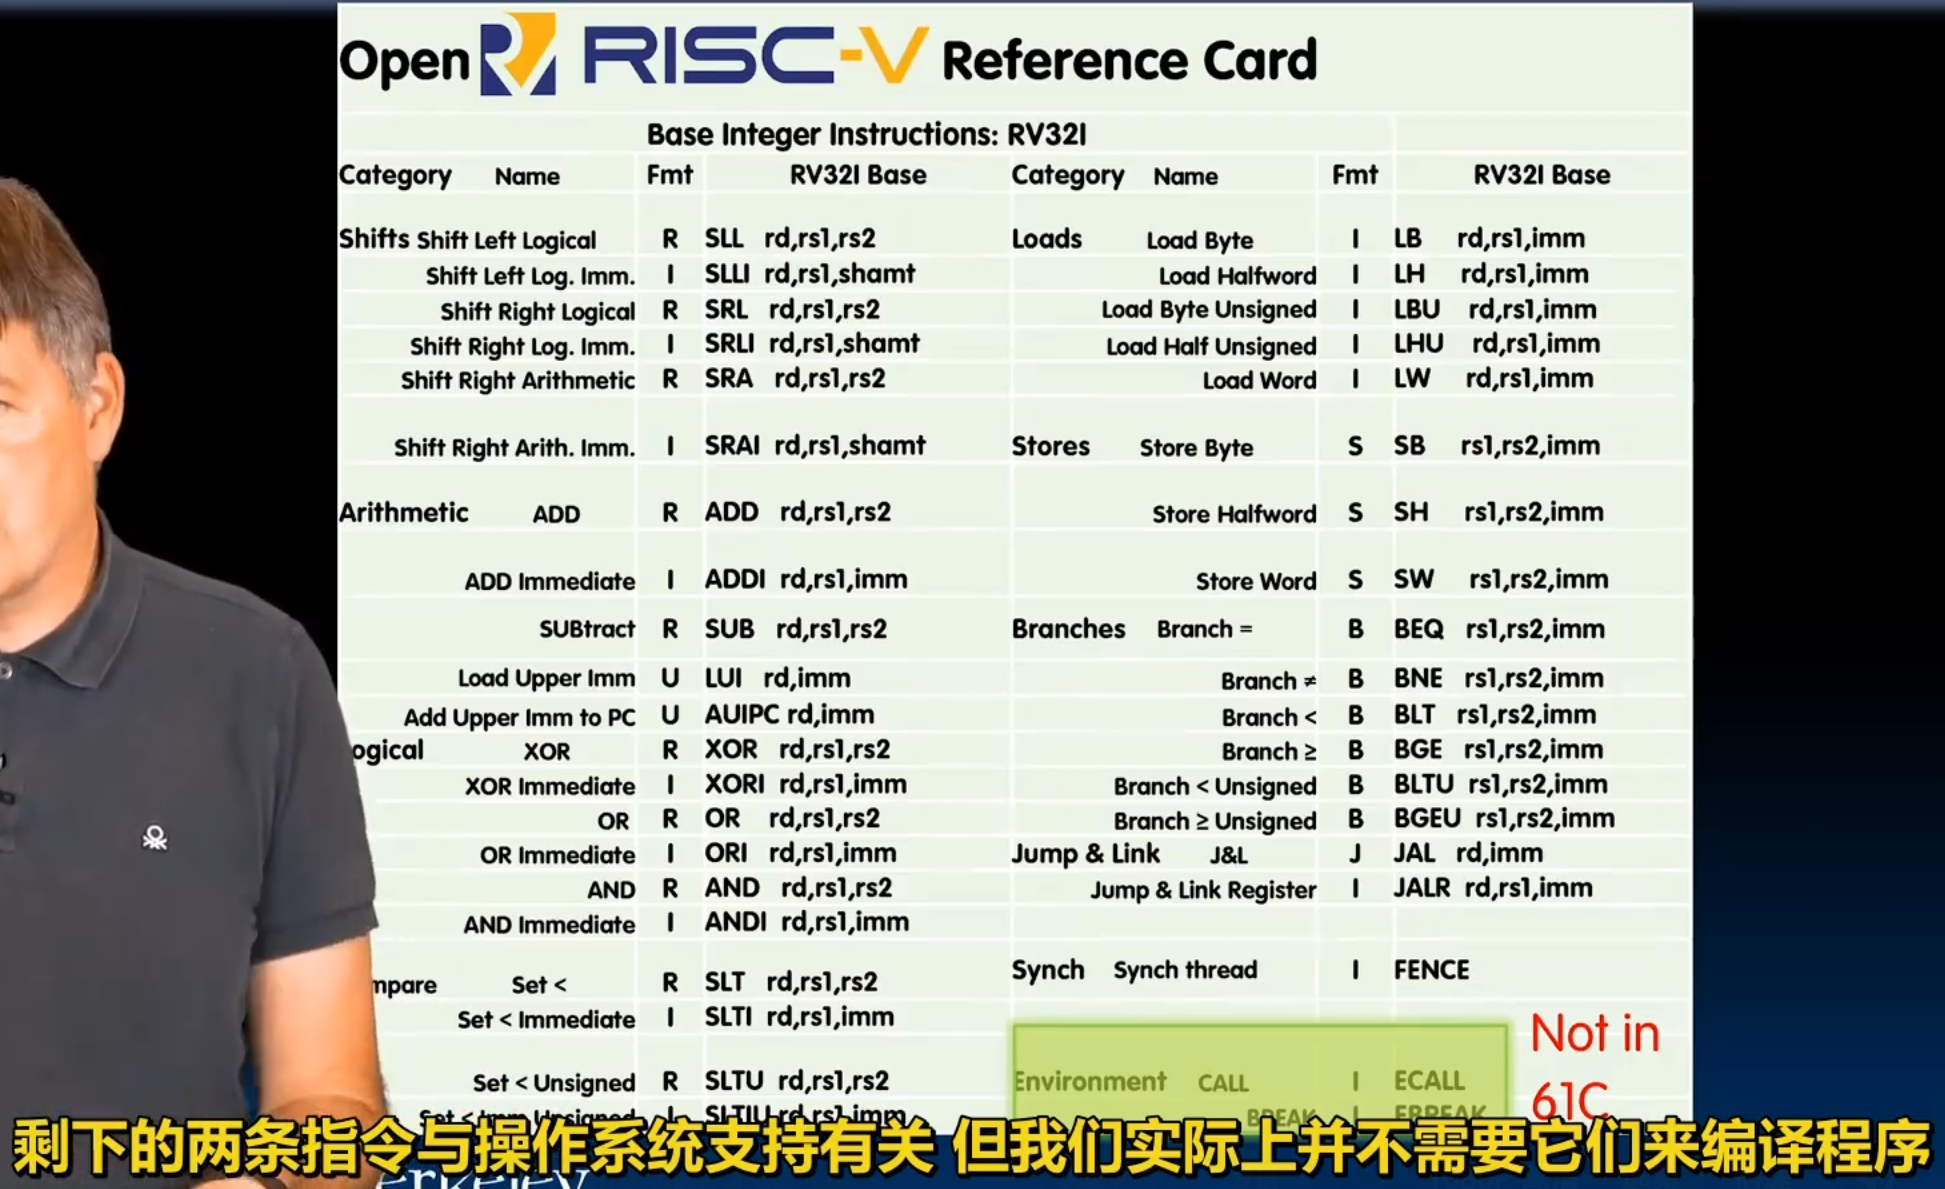 Open RISC-V Reference Card
Base Integer Instructions: RV32I
Category Name Fmt RV32I Base Category Name Fmt RV32I Base
Shifts Shift Left Logical R SLL rd,rs1,rs2 Loads Load Byte I LB rd,rs1,imm
Shift Left Log. Imm. I SLLI rd,rs1,shamt Load Halfword I LH rd,rs1,imm
Shift Right Logical R SRL rd,rs1,rs2 Load Byte Unsigned I LBU rd,rs1,imm
Shift Right Log. Imm. I SRLI rd,rs1,shamt Load Half Unsigned I LHU rd,rs1,imm
Shift Right Arithmetic R SRA rd,rs1,rs2 Load Word I LW rd,rs1,imm
Shift Right Arith. Imm. I SRAI rd,rs1,shamt Stores Store Byte S SB rs1,rs2,imm
Arithmetic ADD R ADD rd,rs1,rs2 Store Halfword S SH rs1,rs2,imm
ADD Immediate I ADDI rd,rs1,imm Store Word S SW rs1,rs2,imm
SUBtract R SUB rd,rs1,rs2 Branches Branch = B BEQ rs1,rs2,imm
Load Upper Imm U LUI rd,imm Branch ≠ B BNE rs1,rs2,imm
Add Upper Imm to PC U AUIPC rd,imm Branch < B BLT rs1,rs2,imm
ogical XOR R XOR rd,rs1,rs2 Branch ≥ B BGE rs1,rs2,imm
XOR Immediate I XORI rd,rs1,imm Branch < Unsigned B BLTU rs1,rs2,imm
OR R OR rd,rs1,rs2 Branch ≥ Unsigned B BGEU rs1,rs2,imm
OR Immediate I ORI rd,rs1,imm Jump & Link J&L J JAL rd,imm
AND R AND rd,rs1,rs2 Jump & Link Register I JALR rd,rs1,imm
AND Immediate I ANDI rd,rs1,imm
Synch Synch thread I FENCE
mpare Set < R SLT rd,rs1,rs2
Set < Immediate I SLTI rd,rs1,imm
Not in
61C
Set < Unsigned R SLTU rd,rs1,rs2 Environment CALL I ECALL
Set < Imm Unsigned I SLTIU rd,rs1,imm BREAK I EBREAK
剩下的两条指令与操作系统支持有关 但我们实际上并不需要它们来编译程序